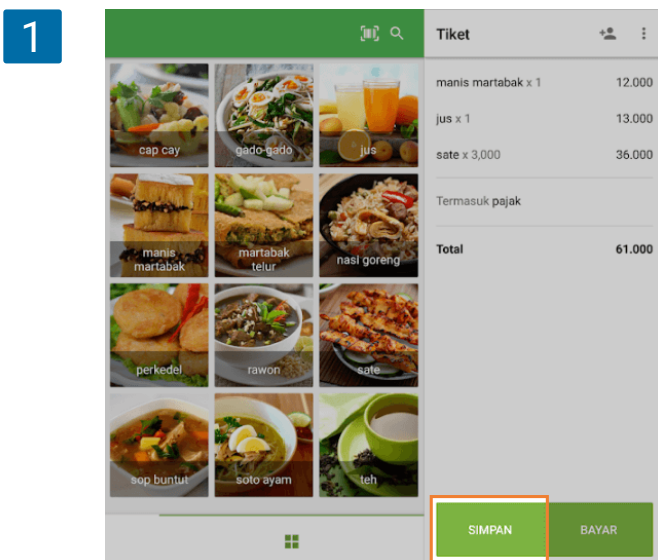 1
Tiket
manis martabak x 1 12.000
jus x 1 13.000
sate x 3,000 36.000
Termasuk pajak
Total 61.000
cap cay
gado-gado
jus
manis
martabak
martabak
telur
nasi goreng
perkedel
rawon
sate
sop buntut
soto ayam
teh
SIMPAN
BAYAR